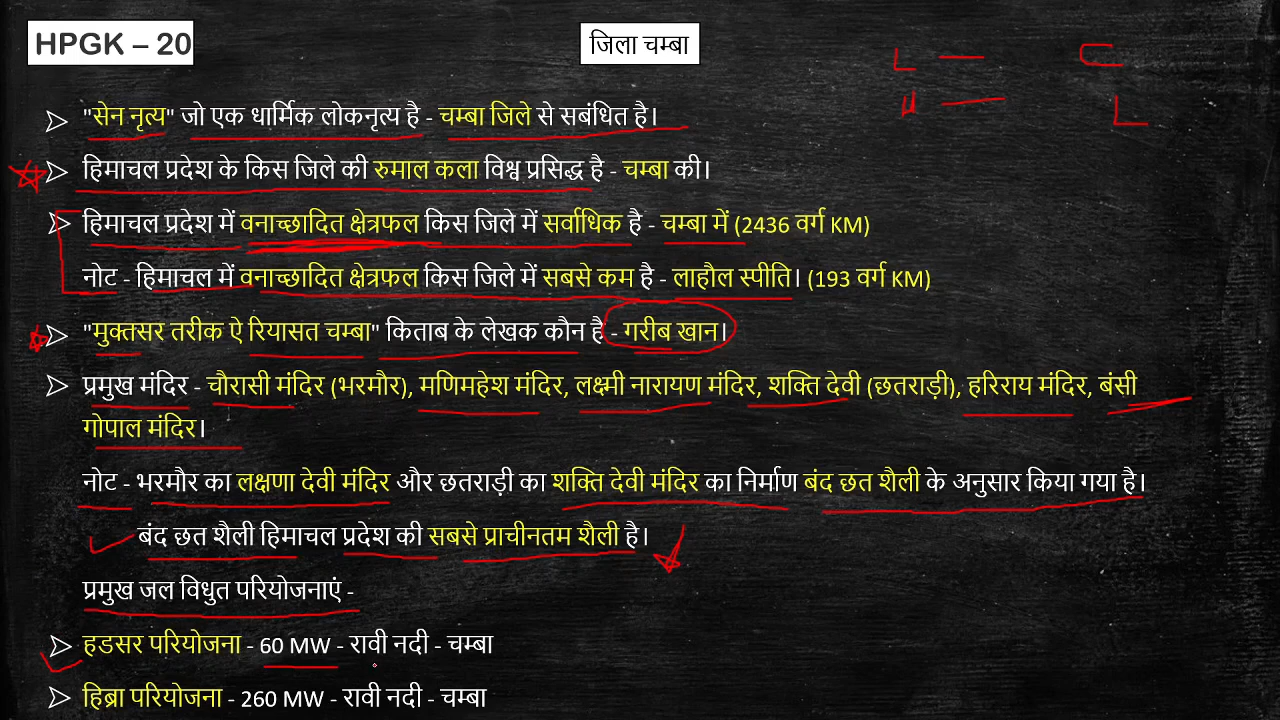 HPGK – 20
जिला चम्बा
L — C
H — L
"सेन नृत्य" जो एक धार्मिक लोकनृत्य है - चम्बा जिले से सबंधित है।
हिमाचल प्रदेश के किस जिले की रुमाल कला विश्व प्रसिद्ध है - चम्बा की।
हिमाचल प्रदेश में वनाच्छादित क्षेत्रफल किस जिले में सर्वाधिक है - चम्बा में (2436 वर्ग KM)
नोट - हिमाचल में वनाच्छादित क्षेत्रफल किस जिले में सबसे कम है - लाहौल स्पीति। (193 वर्ग KM)
"मुक्तसर तरीक ऐ रियासत चम्बा" किताब के लेखक कौन है - गरीब खान।
प्रमुख मंदिर - चौरासी मंदिर (भरमौर), मणिमहेश मंदिर, लक्ष्मी नारायण मंदिर, शक्ति देवी (छतराड़ी), हरिराय मंदिर, बंसी
गोपाल मंदिर।
नोट - भरमौर का लक्षणा देवी मंदिर और छतराड़ी का शक्ति देवी मंदिर का निर्माण बंद छत शैली के अनुसार किया गया है।
बंद छत शैली हिमाचल प्रदेश की सबसे प्राचीनतम शैली है।
प्रमुख जल विधुत परियोजनाएं -
हडसर परियोजना - 60 MW - रावी नदी - चम्बा
हिब्रा परियोजना - 260 MW - रावी नदी - चम्बा